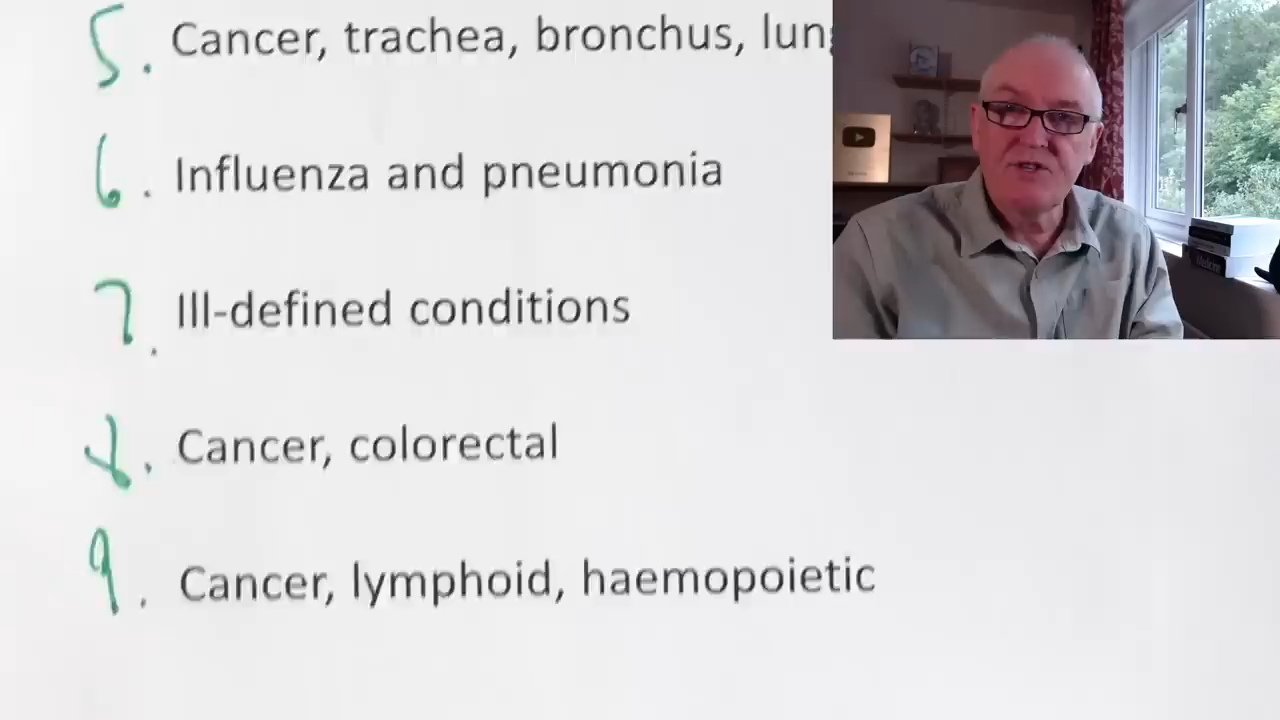 5. Cancer, trachea, bronchus, lun
6. Influenza and pneumonia
7. Ill-defined conditions
8. Cancer, colorectal
9. Cancer, lymphoid, haemopoietic
Medicine